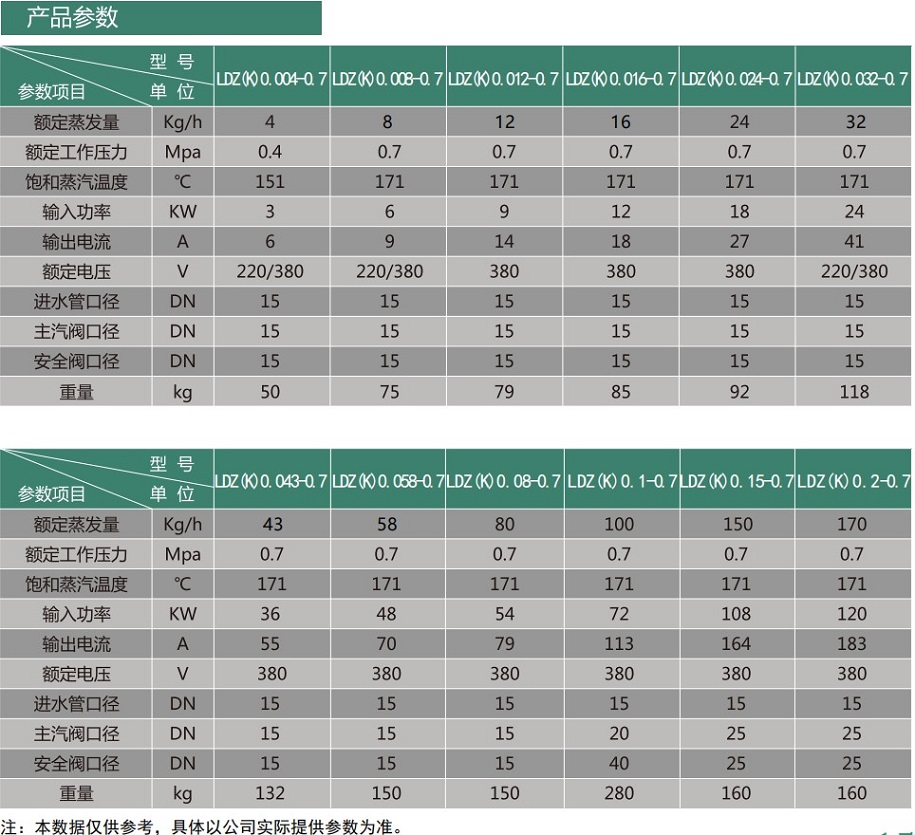 产品参数
型 号 LDZ(K)0.004-0.7 LDZ(K)0.008-0.7 LDZ(K)0.012-0.7 LDZ(K)0.016-0.7 LDZ(K)0.024-0.7 LDZ(K)0.032-0.7
参数项目 单 位
额定蒸发量 Kg/h 4 8 12 16 24 32
额定工作压力 Mpa 0.4 0.7 0.7 0.7 0.7 0.7
饱和蒸汽温度 ℃ 151 171 171 171 171 171
输入功率 KW 3 6 9 12 18 24
输出电流 A 6 9 14 18 27 41
额定电压 V 220/380 220/380 380 380 380 220/380
进水管口径 DN 15 15 15 15 15 15
主汽阀口径 DN 15 15 15 15 15 15
安全阀口径 DN 15 15 15 15 15 15
重量 kg 50 75 79 85 92 118
型 号 LDZ(K)0.043-0.7 LDZ(K)0.058-0.7 LDZ(K)0.08-0.7 LDZ(K)0.1-0.7 LDZ(K)0.15-0.7 LDZ(K)0.2-0.7
参数项目 单 位
额定蒸发量 Kg/h 43 58 80 100 150 170
额定工作压力 Mpa 0.7 0.7 0.7 0.7 0.7 0.7
饱和蒸汽温度 ℃ 171 171 171 171 171 171
输入功率 KW 36 48 54 72 108 120
输出电流 A 55 70 79 113 164 183
额定电压 V 380 380 380 380 380 380
进水管口径 DN 15 15 15 15 15 15
主汽阀口径 DN 15 15 15 20 25 25
安全阀口径 DN 15 15 15 40 25 25
重量 kg 132 150 150 280 160 160
注：本数据仅供参考，具体以公司实际提供参数为准。